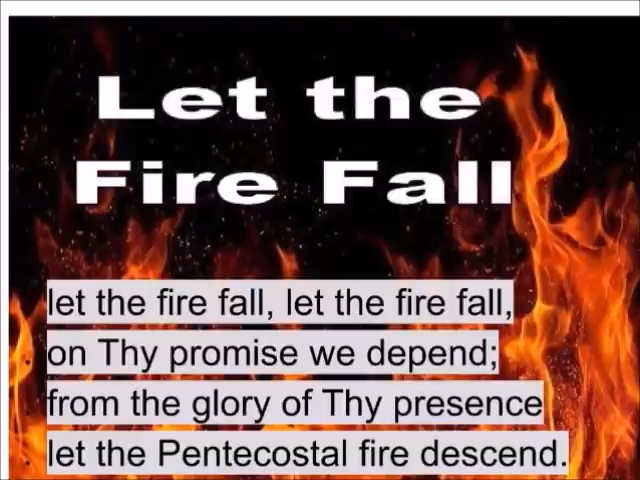 Let the
Fire Fall
let the fire fall, let the fire fall,
on Thy promise we depend;
from the glory of Thy presence
let the Pentecostal fire descend.